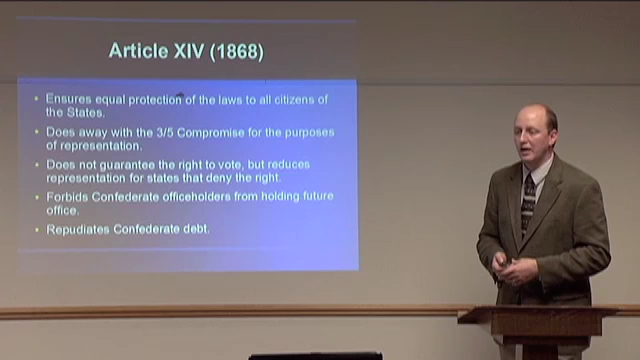 Article XIV (1868)
• Ensures equal protection of the laws to all citizens of
the States.
• Does away with the 3/5 Compromise for the purposes
of representation.
• Does not guarantee the right to vote, but reduces
representation for states that deny the right.
• Forbids Confederate officeholders from holding future
office.
• Repudiates Confederate debt.